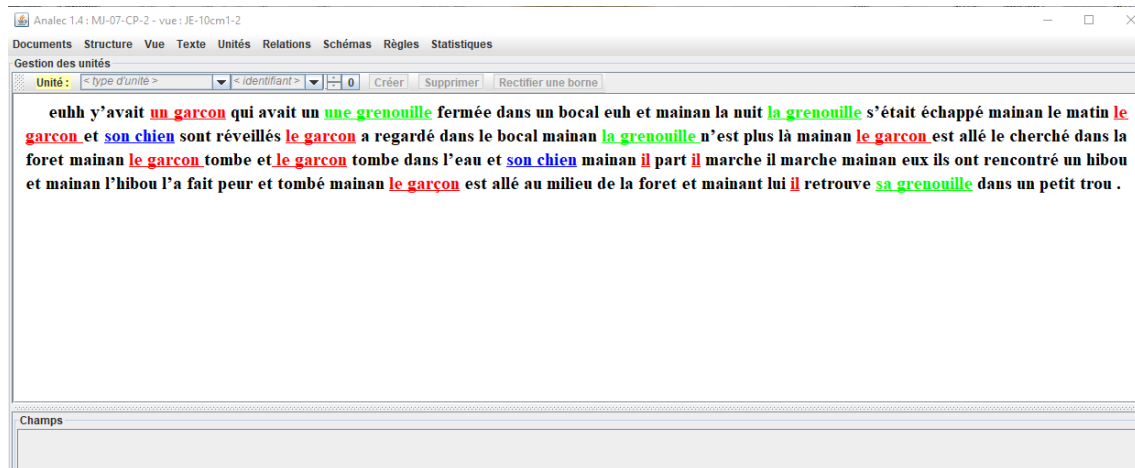 Analec 1.4 : MJ-07-CP-2 - vue : JE-10cm1-2
Documents Structure Vue Texte Unités Relations Schémas Règles Statistiques
Gestion des unités
Unité : < type d'unité > < identifiant > 0 Créer Supprimer Rectifier une borne
euhh y’avait un garcon qui avait un une grenouille fermée dans un bocal euh et mainan la nuit la grenouille s’était échappé mainan le matin le
garcon et son chien sont réveillés le garcon a regardé dans le bocal mainan la grenouille n’est plus là mainan le garcon est allé le cherché dans la
foret mainan le garcon tombe et le garcon tombe dans l’eau et son chien mainan il part il marche il marche mainan eux ils ont rencontré un hibou
et mainan l’hibou l’a fait peur et tombé mainan le garçon est allé au milieu de la foret et mainant lui il retrouve sa grenouille dans un petit trou .
Champs